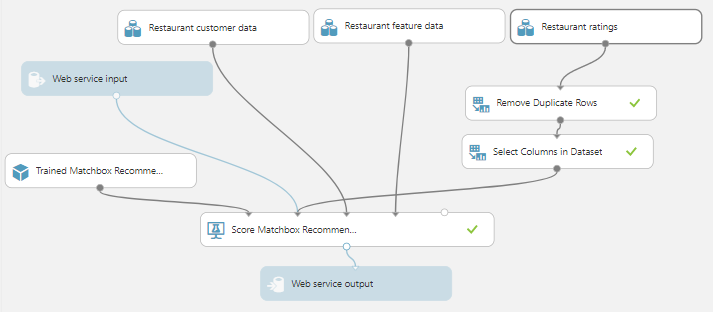 Restaurant customer data
Restaurant feature data
Restaurant ratings
Web service input
Remove Duplicate Rows
Select Columns in Dataset
Trained Matchbox Recomme...
Score Matchbox Recommen...
Web service output